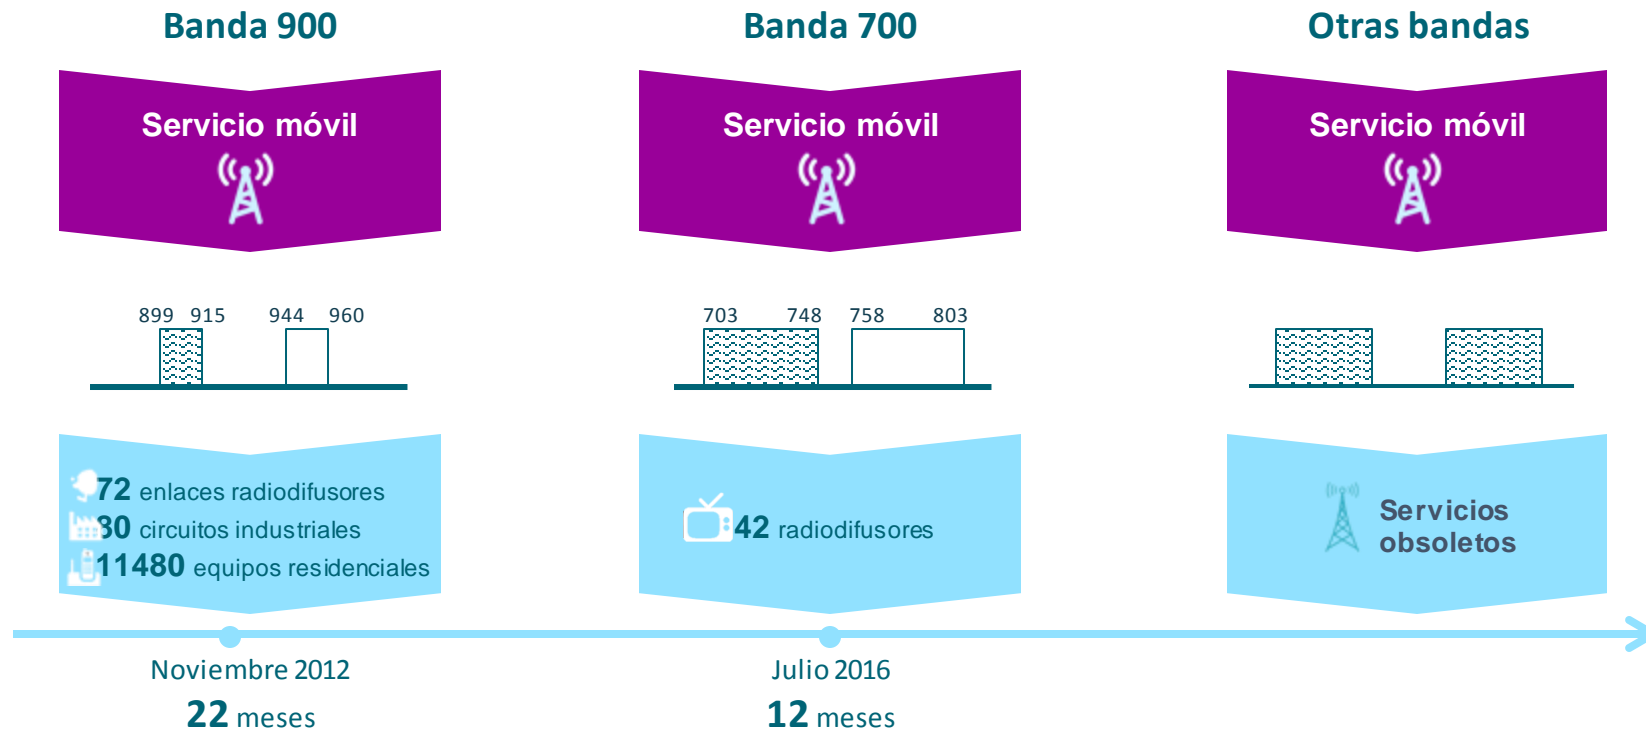 Banda 900
Servicio móvil
899 915 944 960
72 enlaces radiodifusores
80 circuitos industriales
11480 equipos residenciales
Noviembre 2012
22 meses
Banda 700
Servicio móvil
703 748 758 803
42 radiodifusores
Julio 2016
12 meses
Otras bandas
Servicio móvil
Servicios
obsoletos